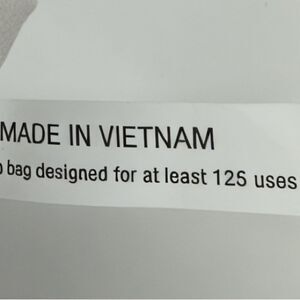 MADE IN VIETNAM
bag designed for at least 125 uses